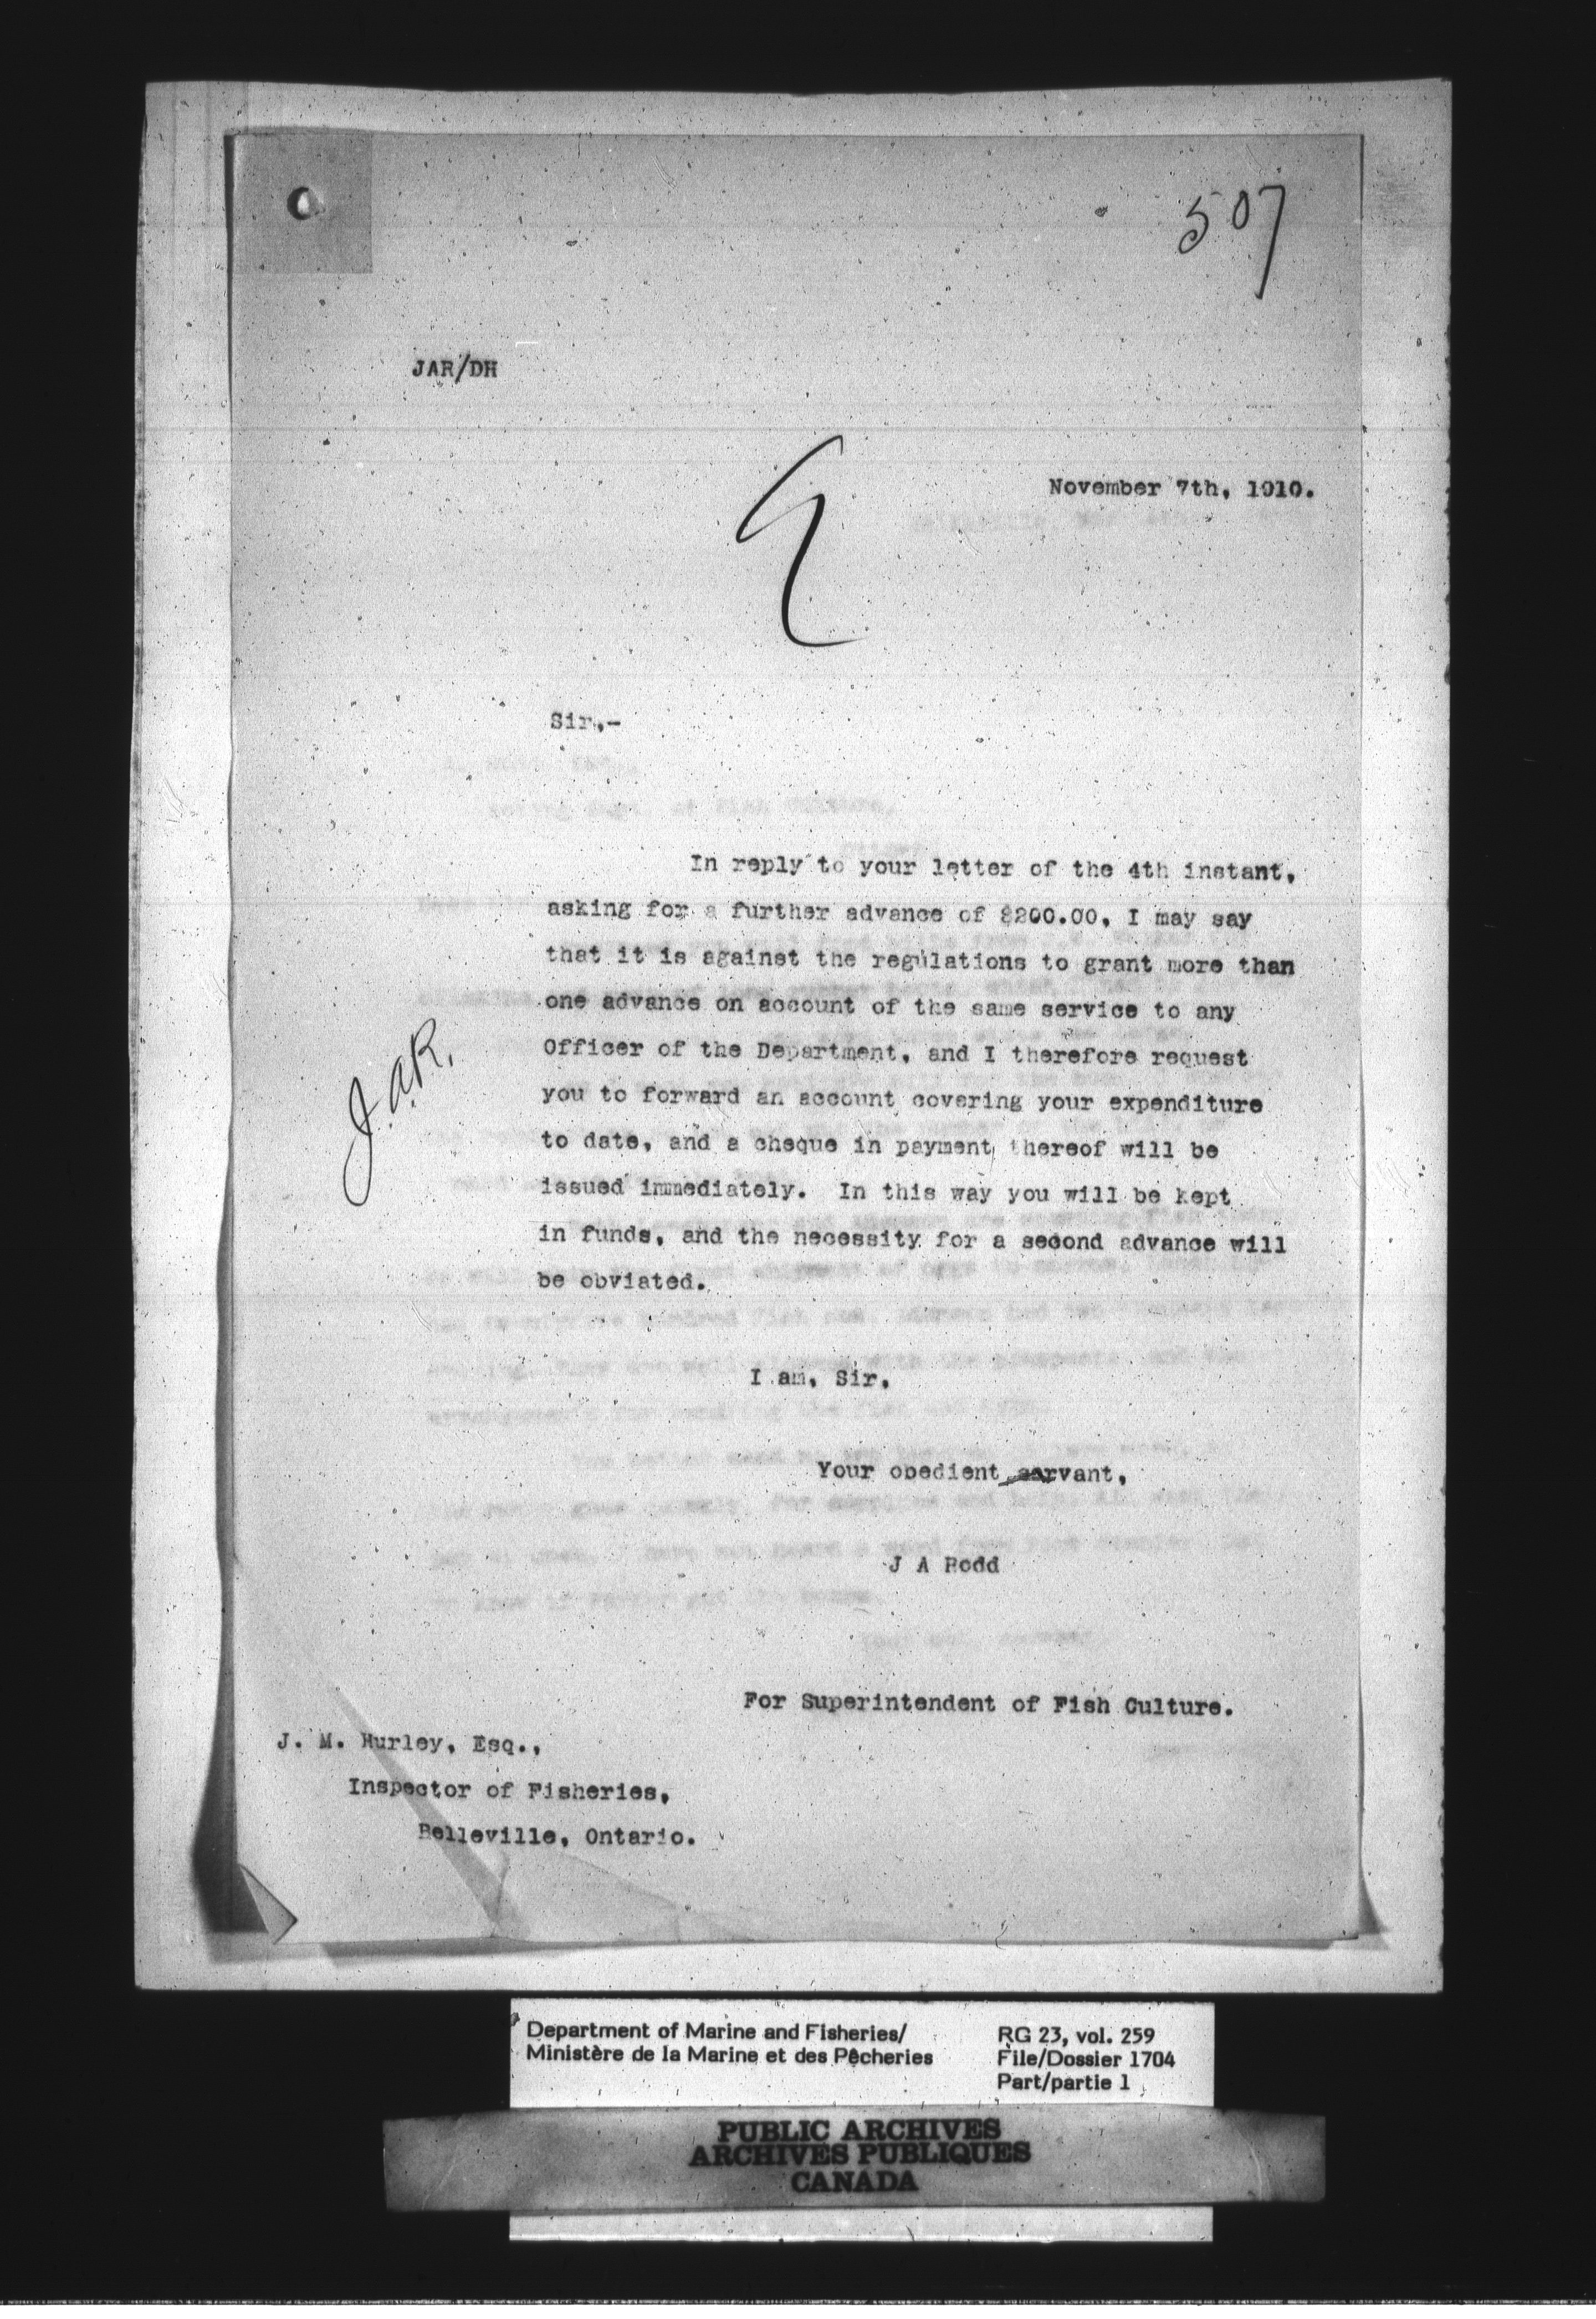 507
JAR/DH
November 7th, 1910.
Sir,-
In reply to your letter of the 4th instant,
asking for a further advance of $200.00, I may say
that it is against the regulations to grant more than
one advance on account of the same service to any
Officer of the Department, and I therefore request
you to forward an account covering your expenditure
to date, and a cheque in payment thereof will be
issued immediately. In this way you will be kept
in funds, and the necessity for a second advance will
be obviated.
J.A.R.
I am, Sir,
Your obedient servant,
J A Rodd
For Superintendent of Fish Culture.
J. M. Hurley, Esq.,
Inspector of Fisheries,
Belleville, Ontario.
Department of Marine and Fisheries/
Ministère de la Marine et des Pêcheries
RG 23, vol. 259
File/Dossier 1704
Part/partie 1
PUBLIC ARCHIVES
ARCHIVES PUBLIQUES
CANADA